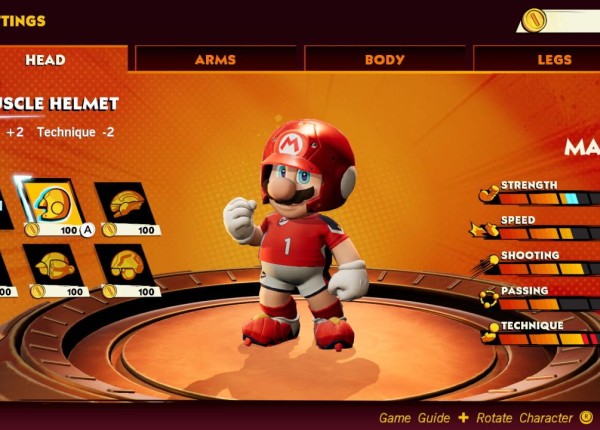 TTINGS
HEAD
ARMS
BODY
LEGS
USCLE HELMET
+2 Technique -2
MA
M
1
STRENGTH
SPEED
SHOOTING
PASSING
TECHNIQUE
100 A
100
00
100
100
Game Guide + Rotate Character R